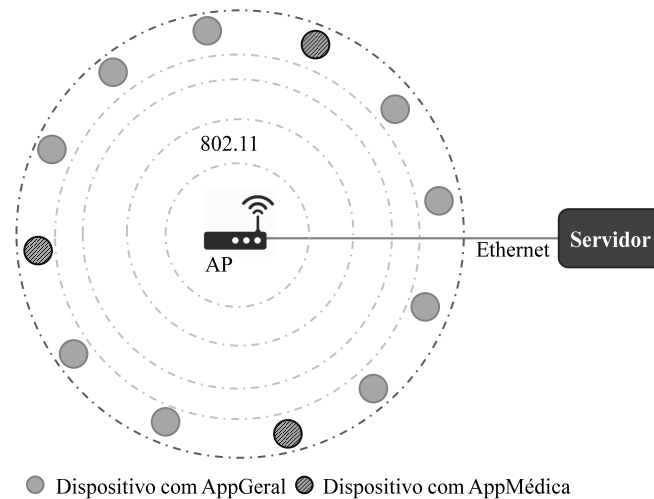 802.11
AP
Ethernet
Servidor
Dispositivo com AppGeral
Dispositivo com AppMédica